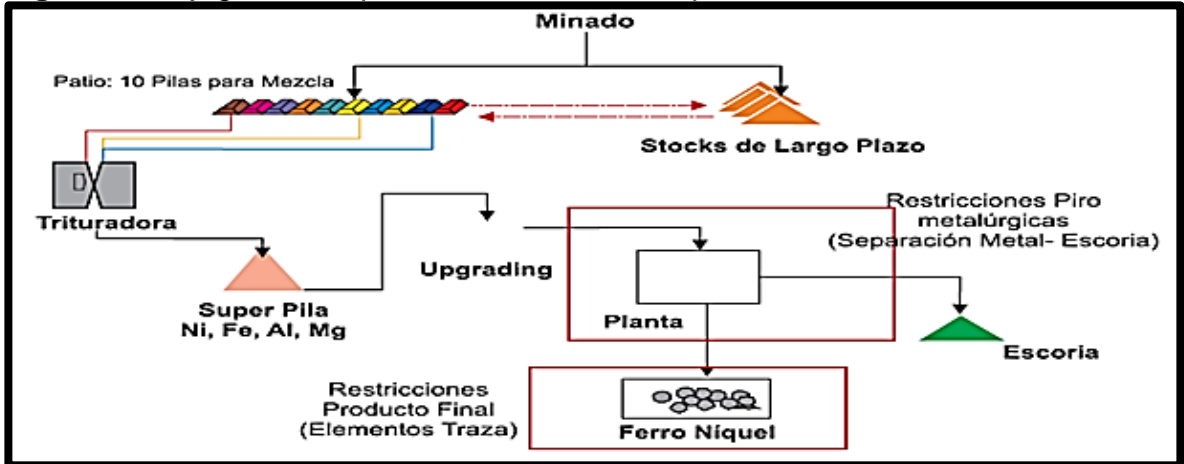 Minado
Patio: 10 Pilas para Mezcla
Stocks de Largo Plazo
D
Trituradora
Restricciones Piro
metalúrgicas
(Separación Metal- Escoria)
Upgrading
Super Pila
Ni, Fe, Al, Mg
Planta
Escoria
Restricciones
Producto Final
(Elementos Traza)
Ferro Níquel